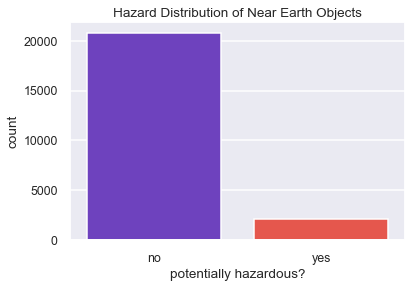 Hazard Distribution of Near Earth Objects
20000
15000
10000
5000
0
count
no
yes
potentially hazardous?